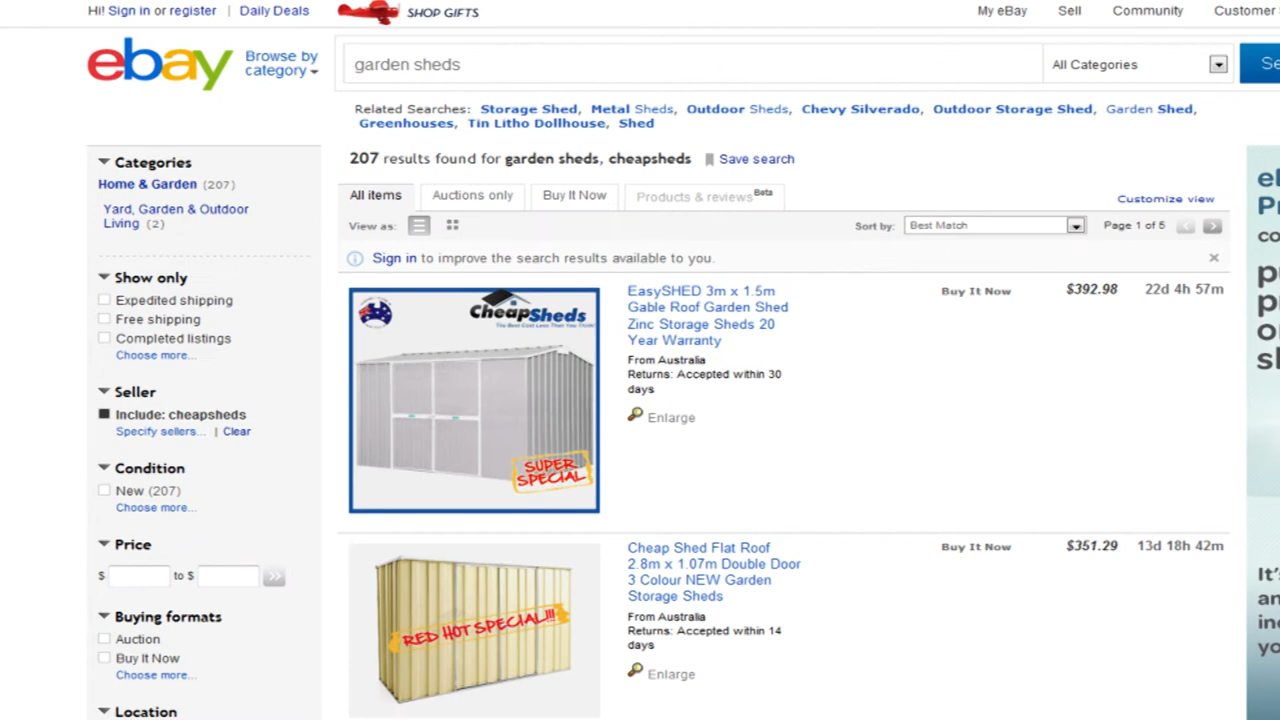 Hi! Sign in or register | Daily Deals
SHOP GIFTS
My eBay Sell Community Customer
ebay
Browse by
category
garden sheds
All Categories
Related Searches: Storage Shed, Metal Sheds, Outdoor Sheds, Chevy Silverado, Outdoor Storage Shed, Garden Shed,
Greenhouses, Tin Litho Dollhouse, Shed
207 results found for garden sheds, cheapsheds
Save search
All items
Auctions only
Buy It Now
Products & reviews Beta
Customize view
View as:
Sort by:
Best Match
Page 1 of 5
Sign in to improve the search results available to you.
Categories
Home & Garden (207)
Yard, Garden & Outdoor
Living (2)
Show only
Expedited shipping
Free shipping
Completed listings
Choose more...
Seller
Include: cheapsheds
Specify sellers... | Clear
Condition
New (207)
Choose more...
Price
$ to $
Buying formats
Auction
Buy It Now
Choose more...
Location
CheapSheds
The Best Cost Less Than You Think!
SUPER
SPECIAL
EasySHED 3m x 1.5m
Gable Roof Garden Shed
Zinc Storage Sheds 20
Year Warranty
From Australia
Returns: Accepted within 30
days
Enlarge
Buy It Now
$392.98
22d 4h 57m
RED HOT SPECIAL!!!
Cheap Shed Flat Roof
2.8m x 1.07m Double Door
3 Colour NEW Garden
Storage Sheds
From Australia
Returns: Accepted within 14
days
Enlarge
Buy It Now
$351.29
13d 18h 42m